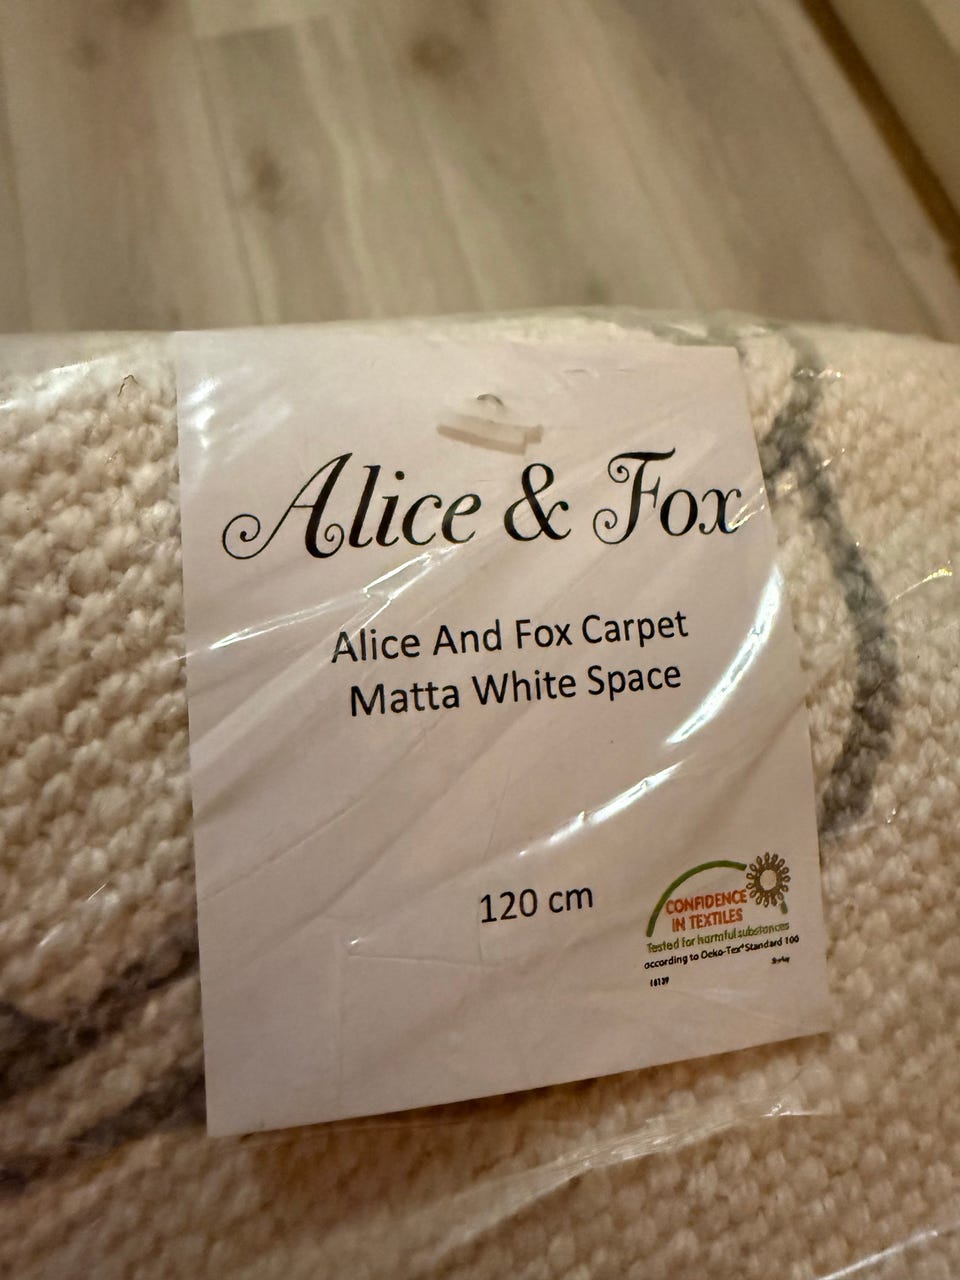 Alice & Fox
Alice And Fox Carpet
Matta White Space
120 cm
CONFIDENCE
IN TEXTILES
Tested for harmful substances
according to Oeko-Tex® Standard 100